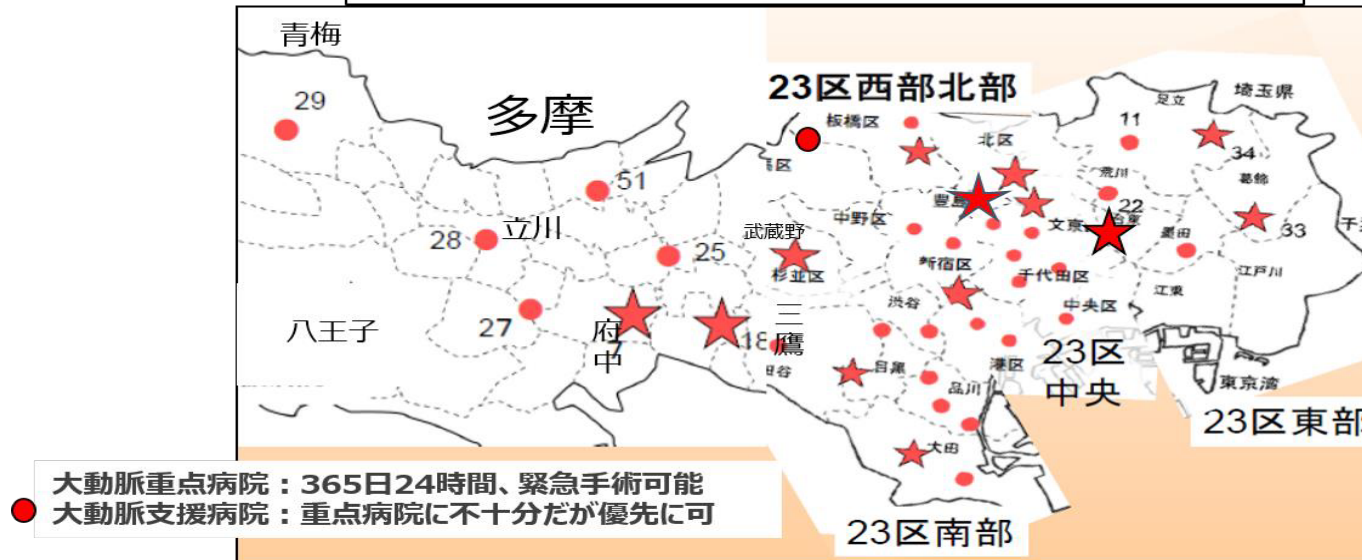 青梅
29
多摩
23区西部北部
埼玉県
足立
板橋区
11
北区
34
51
荒川
葛飾
豊島
22
28
立川
武蔵野
中野区
文京
台東
墨田
33
25
杉並区
新宿区
千代田区
江戸川
渋谷
江東
中央区
八王子
27
府中
7
18
三鷹
目黒
港区
23区
中央
品川
東京湾
大田
23区東部
大動脈重点病院：365日24時間、緊急手術可能
大動脈支援病院：重点病院に不十分だが優先に可
23区南部